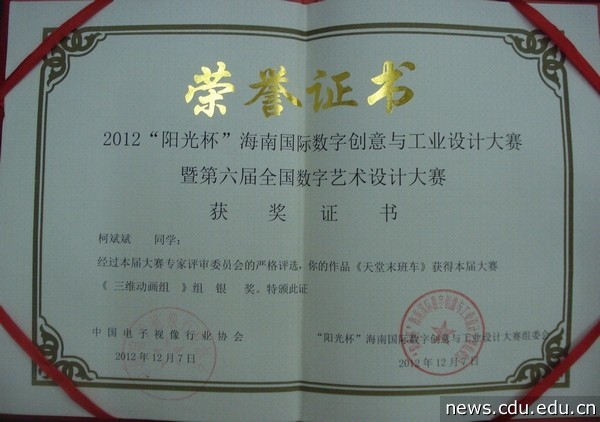 荣誉证书
2012“阳光杯”海南国际数字创意与工业设计大赛
暨第六届全国数字艺术设计大赛
获奖证书
柯斌斌 同学：
经过本届大赛专家评审委员会的严格评选，你的作品《天堂末班车》获得本届大赛
《 三维动画组 》组 银 奖。特颁此证
中国电子视像行业协会
“阳光杯”海南国际数字创意与工业设计大赛组委会
2012年12月7日
2012年12月7日
news.cdu.edu.cn